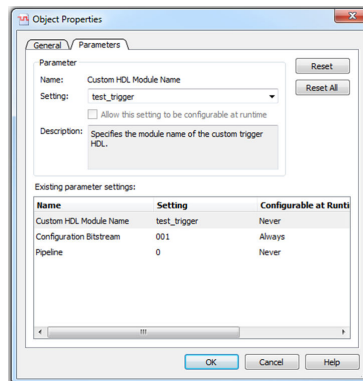 Object Properties
General Parameters
Parameter
Name: Custom HDL Module Name
Setting: test_trigger
Allow this setting to be configurable at runtime
Description: Specifies the module name of the custom trigger
HDL.
Reset
Reset All
Existing parameter settings:
Name Setting Configurable at Runti
Custom HDL Module Name test_trigger Never
Configuration Bitstream 001 Always
Pipeline 0 Never
OK Cancel Help